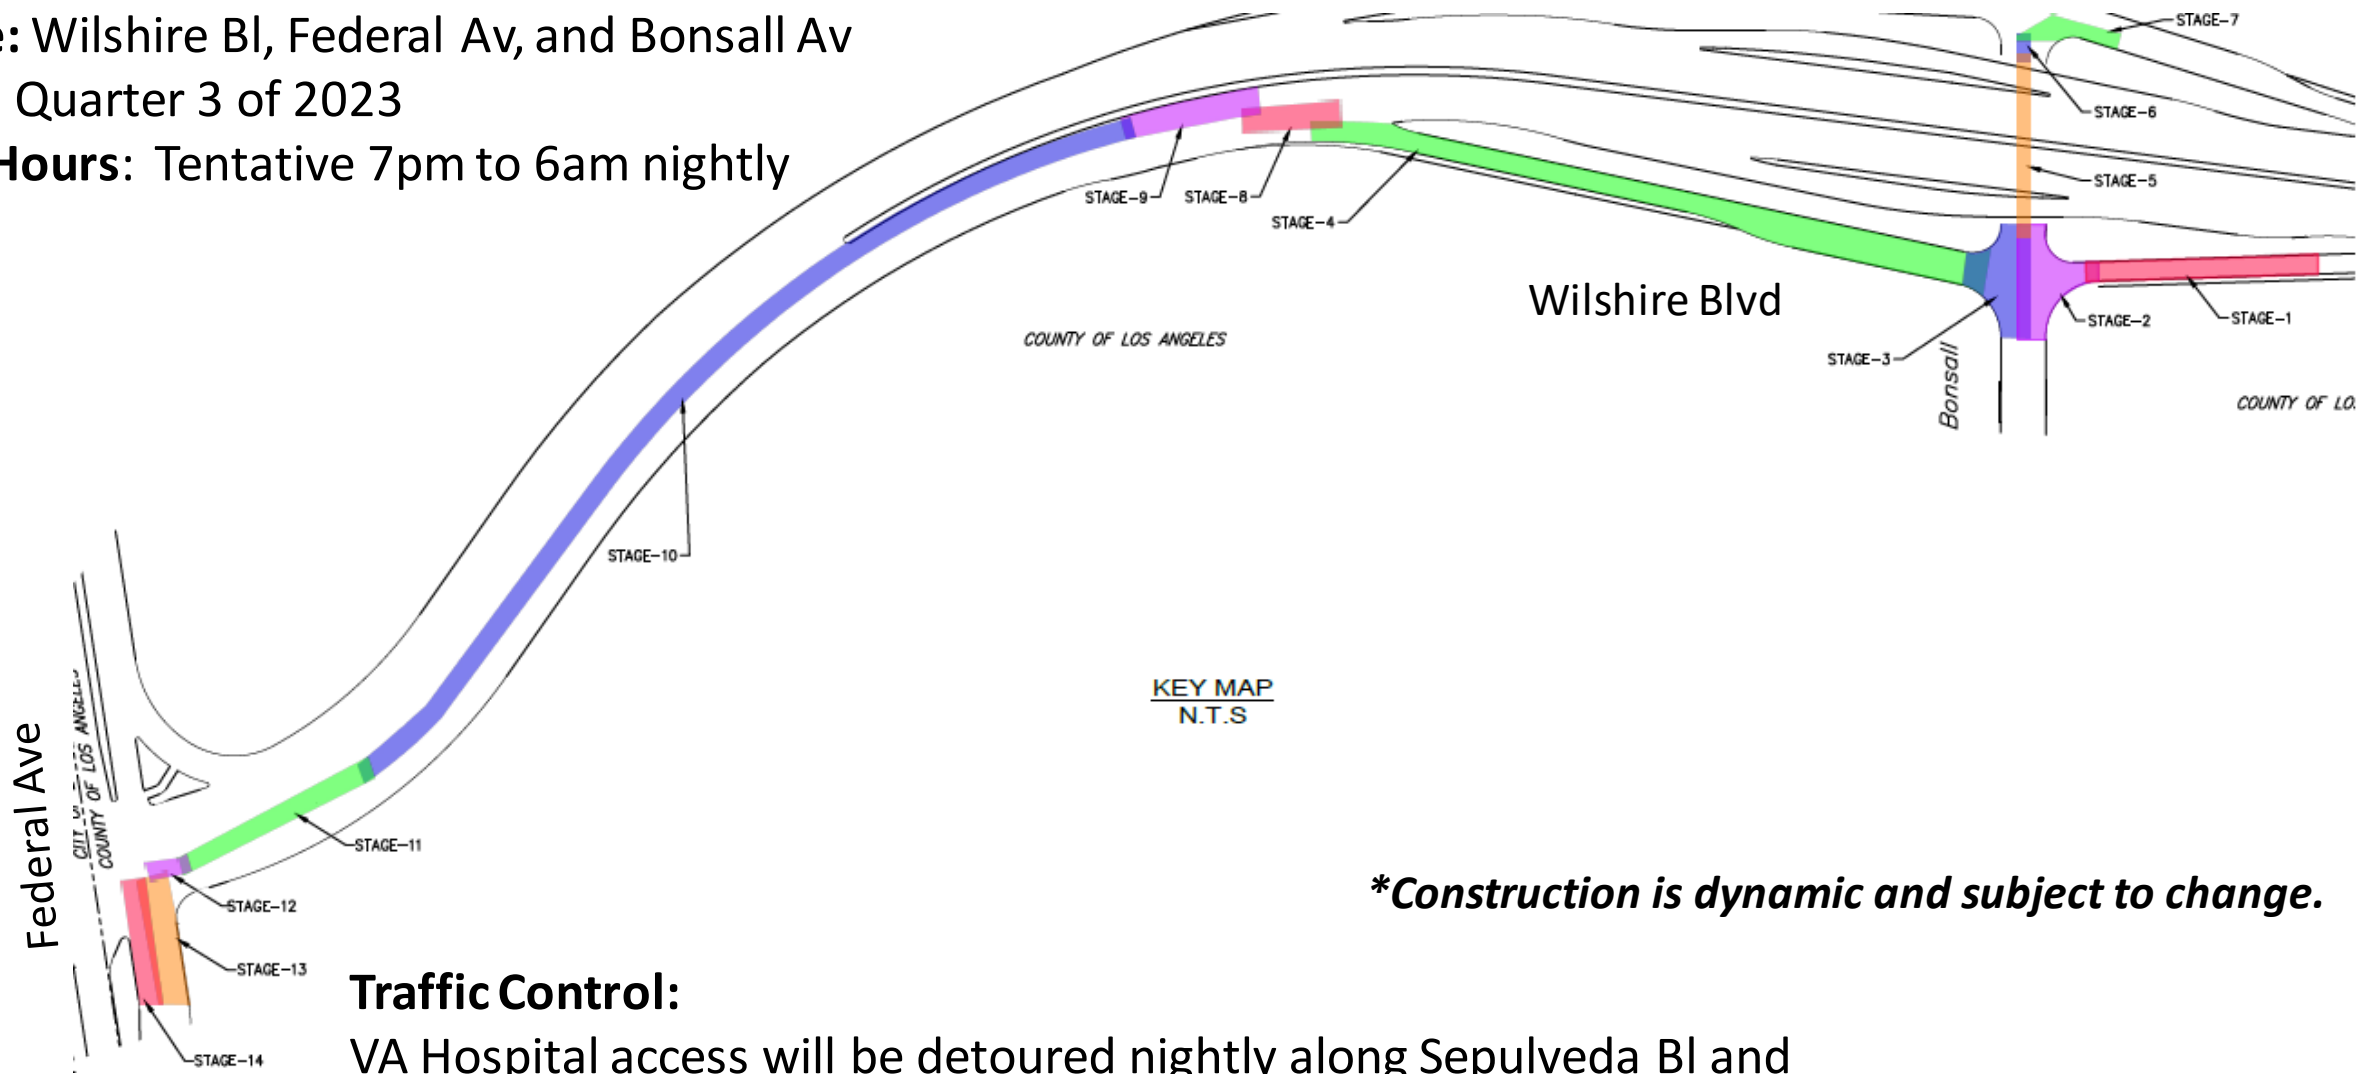 e: Wilshire Bl, Federal Av, and Bonsall Av
Quarter 3 of 2023
Hours: Tentative 7pm to 6am nightly
STAGE-7
STAGE-6
STAGE-5
STAGE-9
STAGE-8
STAGE-4
Wilshire Blvd
STAGE-3
STAGE-2
STAGE-1
Bonsall
COUNTY OF LOS ANGELES
COUNTY OF LO
STAGE-10
KEY MAP
N.T.S
Federal Ave
COUNTY OF LOS ANGELES
STAGE-11
STAGE-12
STAGE-13
STAGE-14
*Construction is dynamic and subject to change.
Traffic Control:
VA Hospital access will be detoured nightly along Sepulveda Bl and